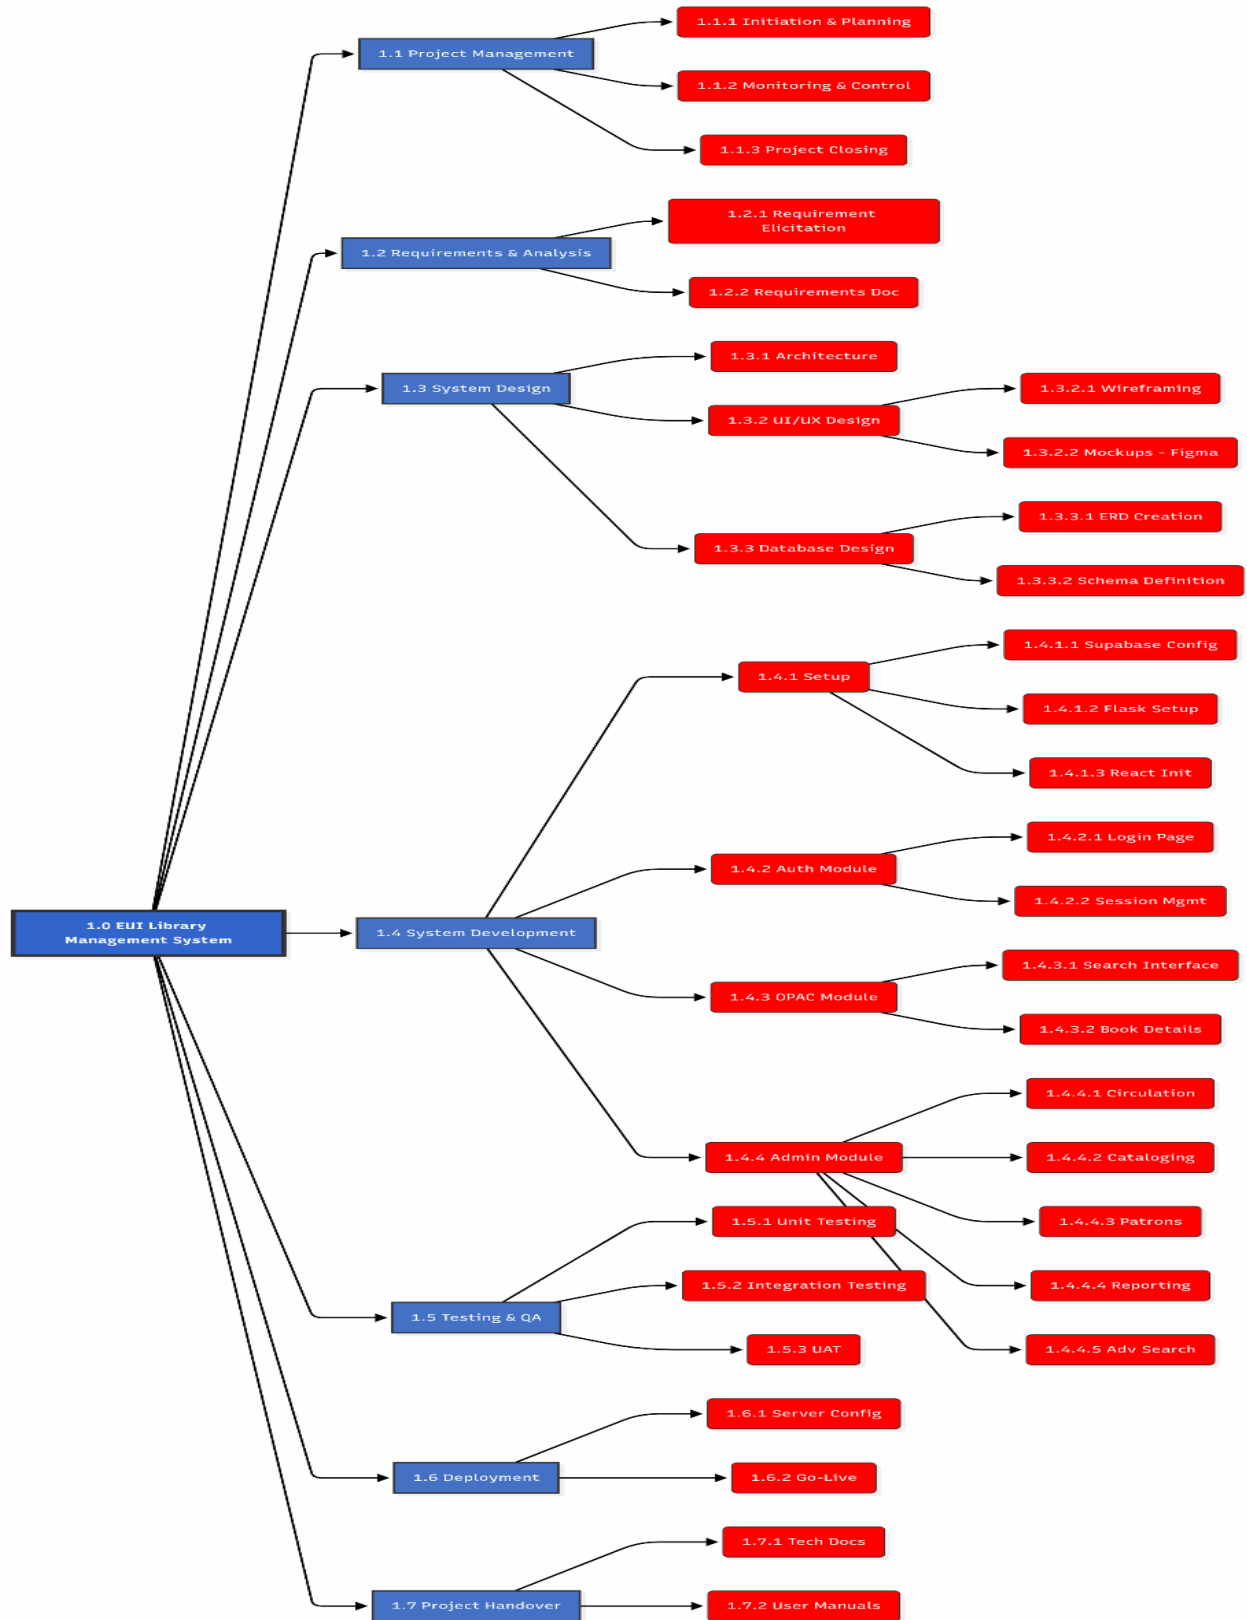 1.0 EUI Library
Management System
1.1 Project Management
1.1.1 Initiation & Planning
1.1.2 Monitoring & Control
1.1.3 Project Closing
1.2 Requirements & Analysis
1.2.1 Requirement
Elicitation
1.2.2 Requirements Doc
1.3 System Design
1.3.1 Architecture
1.3.2 UI/UX Design
1.3.2.1 Wireframing
1.3.2.2 Mockups - Figma
1.3.3 Database Design
1.3.3.1 ERD Creation
1.3.3.2 Schema Definition
1.4 System Development
1.4.1 Setup
1.4.1.1 Supabase Config
1.4.1.2 Flask Setup
1.4.1.3 React Init
1.4.2 Auth Module
1.4.2.1 Login Page
1.4.2.2 Session Mgmt
1.4.3 OPAC Module
1.4.3.1 Search Interface
1.4.3.2 Book Details
1.4.4 Admin Module
1.4.4.1 Circulation
1.4.4.2 Cataloging
1.4.4.3 Patrons
1.4.4.4 Reporting
1.4.4.5 Adv Search
1.5 Testing & QA
1.5.1 Unit Testing
1.5.2 Integration Testing
1.5.3 UAT
1.6 Deployment
1.6.1 Server Config
1.6.2 Go-Live
1.7 Project Handover
1.7.1 Tech Docs
1.7.2 User Manuals